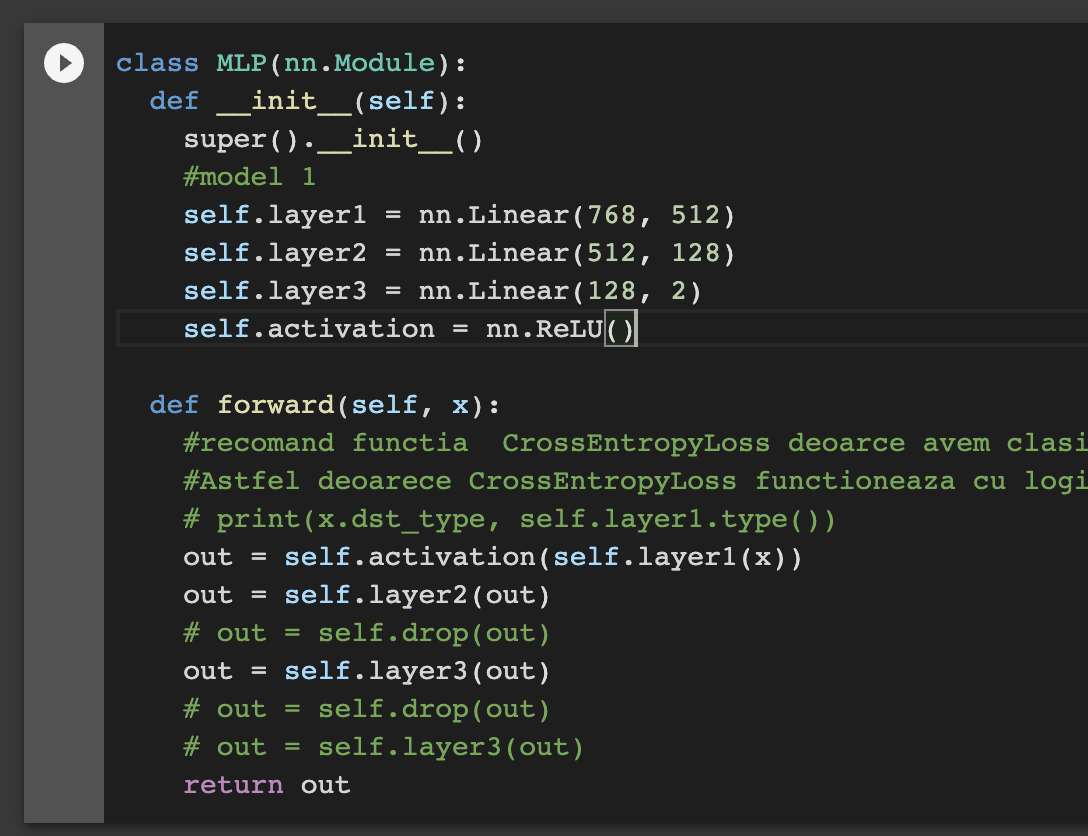 class MLP(nn.Module):
  def __init__(self):
    super().__init__()
    #model 1
    self.layer1 = nn.Linear(768, 512)
    self.layer2 = nn.Linear(512, 128)
    self.layer3 = nn.Linear(128, 2)
    self.activation = nn.ReLU()

  def forward(self, x):
    #recomand functia  CrossEntropyLoss deoarce avem clasi
    #Astfel deoarece CrossEntropyLoss functioneaza cu logi
    # print(x.dst_type, self.layer1.type())
    out = self.activation(self.layer1(x))
    out = self.layer2(out)
    # out = self.drop(out)
    out = self.layer3(out)
    # out = self.drop(out)
    # out = self.layer3(out)
    return out